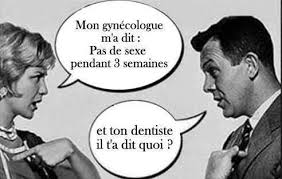 Mon gynécologue
m'a dit :
Pas de sexe
pendant 3 semaines
et ton dentiste
il t'a dit quoi ?